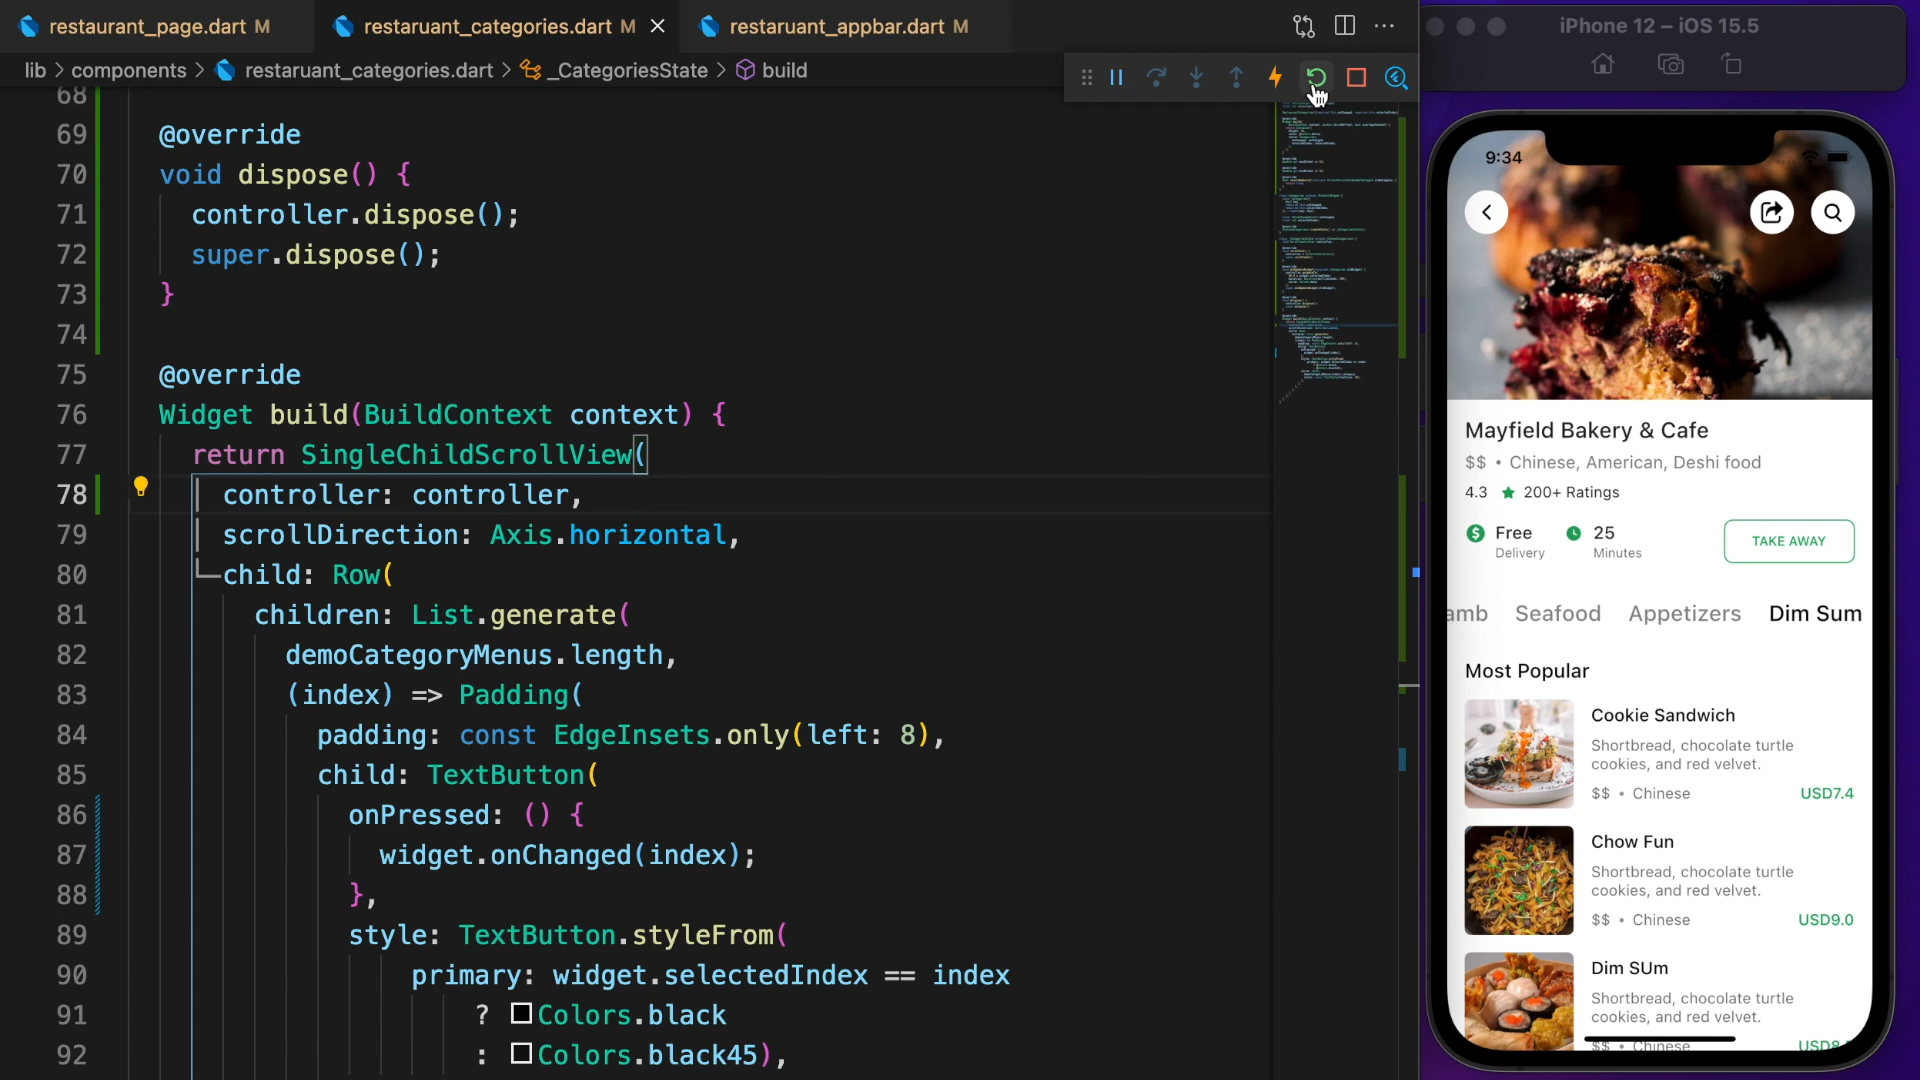 restaurant_page.dart M
restaruant_categories.dart M
restaruant_appbar.dart M
lib > components > restaruant_categories.dart > _CategoriesState > build
68
69 @override
70 void dispose() {
71 controller.dispose();
72 super.dispose();
73 }
74
75 @override
76 Widget build(BuildContext context) {
77 return SingleChildScrollView(
78 controller: controller,
79 scrollDirection: Axis.horizontal,
80 child: Row(
81 children: List.generate(
82 demoCategoryMenus.length,
83 (index) => Padding(
84 padding: const EdgeInsets.only(left: 8),
85 child: TextButton(
86 onPressed: () {
87 widget.onChanged(index);
88 },
89 style: TextButton.styleFrom(
90 primary: widget.selectedIndex == index
91 ? Colors.black
92 : Colors.black45),
iPhone 12 – iOS 15.5
9:34
Mayfield Bakery & Cafe
$$ • Chinese, American, Deshi food
4.3 200+ Ratings
Free 25
Delivery Minutes
TAKE AWAY
amb Seafood Appetizers Dim Sum
Most Popular
Cookie Sandwich
Shortbread, chocolate turtle
cookies, and red velvet.
$$ • Chinese USD7.4
Chow Fun
Shortbread, chocolate turtle
cookies, and red velvet.
$$ • Chinese USD9.0
Dim SUm
Shortbread, chocolate turtle
cookies, and red velvet.
$$ • Chinese